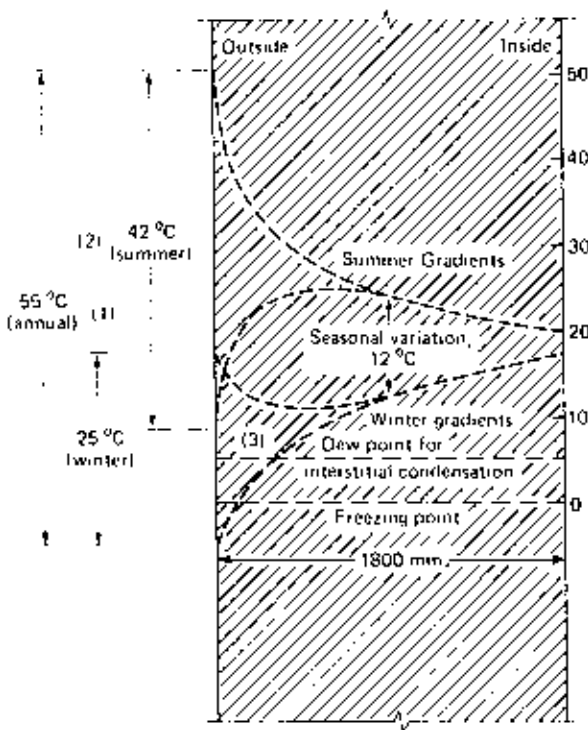 Outside
Inside
50
40
30
20
10
0
(2)
42 °C
(summer)
55 °C
(annual)
25 °C
(winter)
Summer Gradients
Seasonal variation,
12 °C
Winter gradients
(3)
Dew point for
interstitial condensation
Freezing point
1800 mm